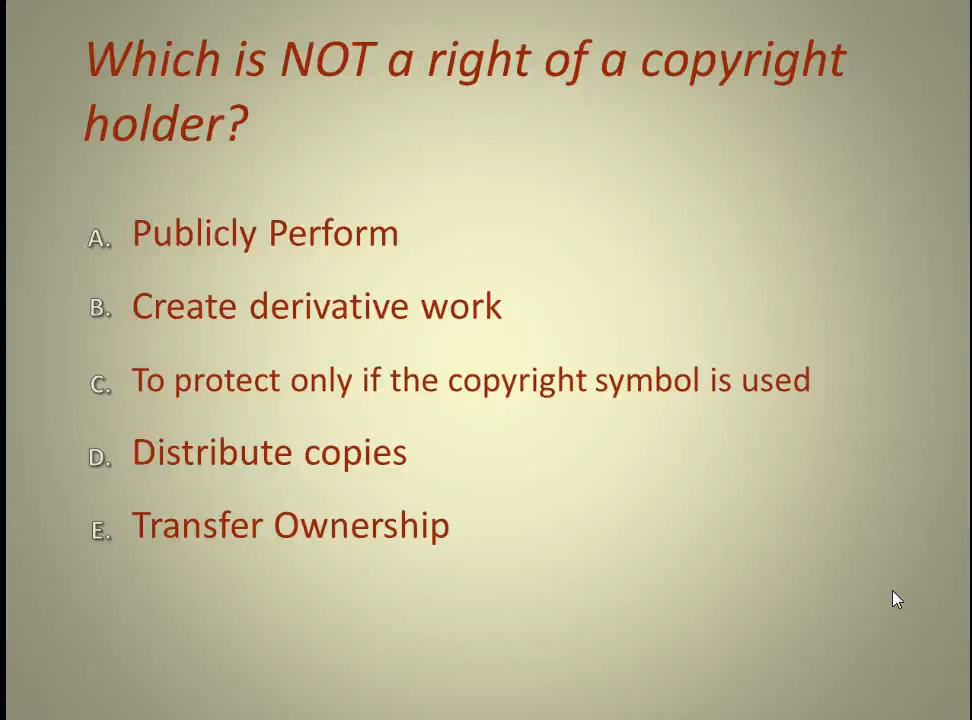 Which is NOT a right of a copyright
holder?
A. Publicly Perform
B. Create derivative work
C. To protect only if the copyright symbol is used
D. Distribute copies
E. Transfer Ownership